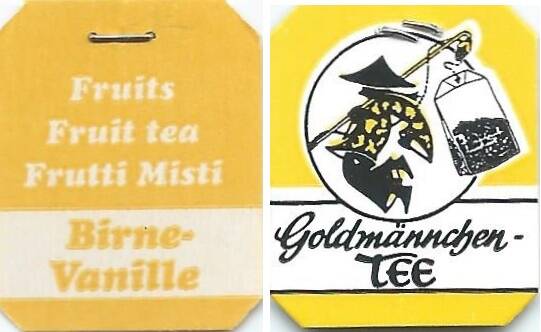 Fruits
Fruit tea
Frutti Misti
Birne-
Vanille
Goldmännchen-
TEE